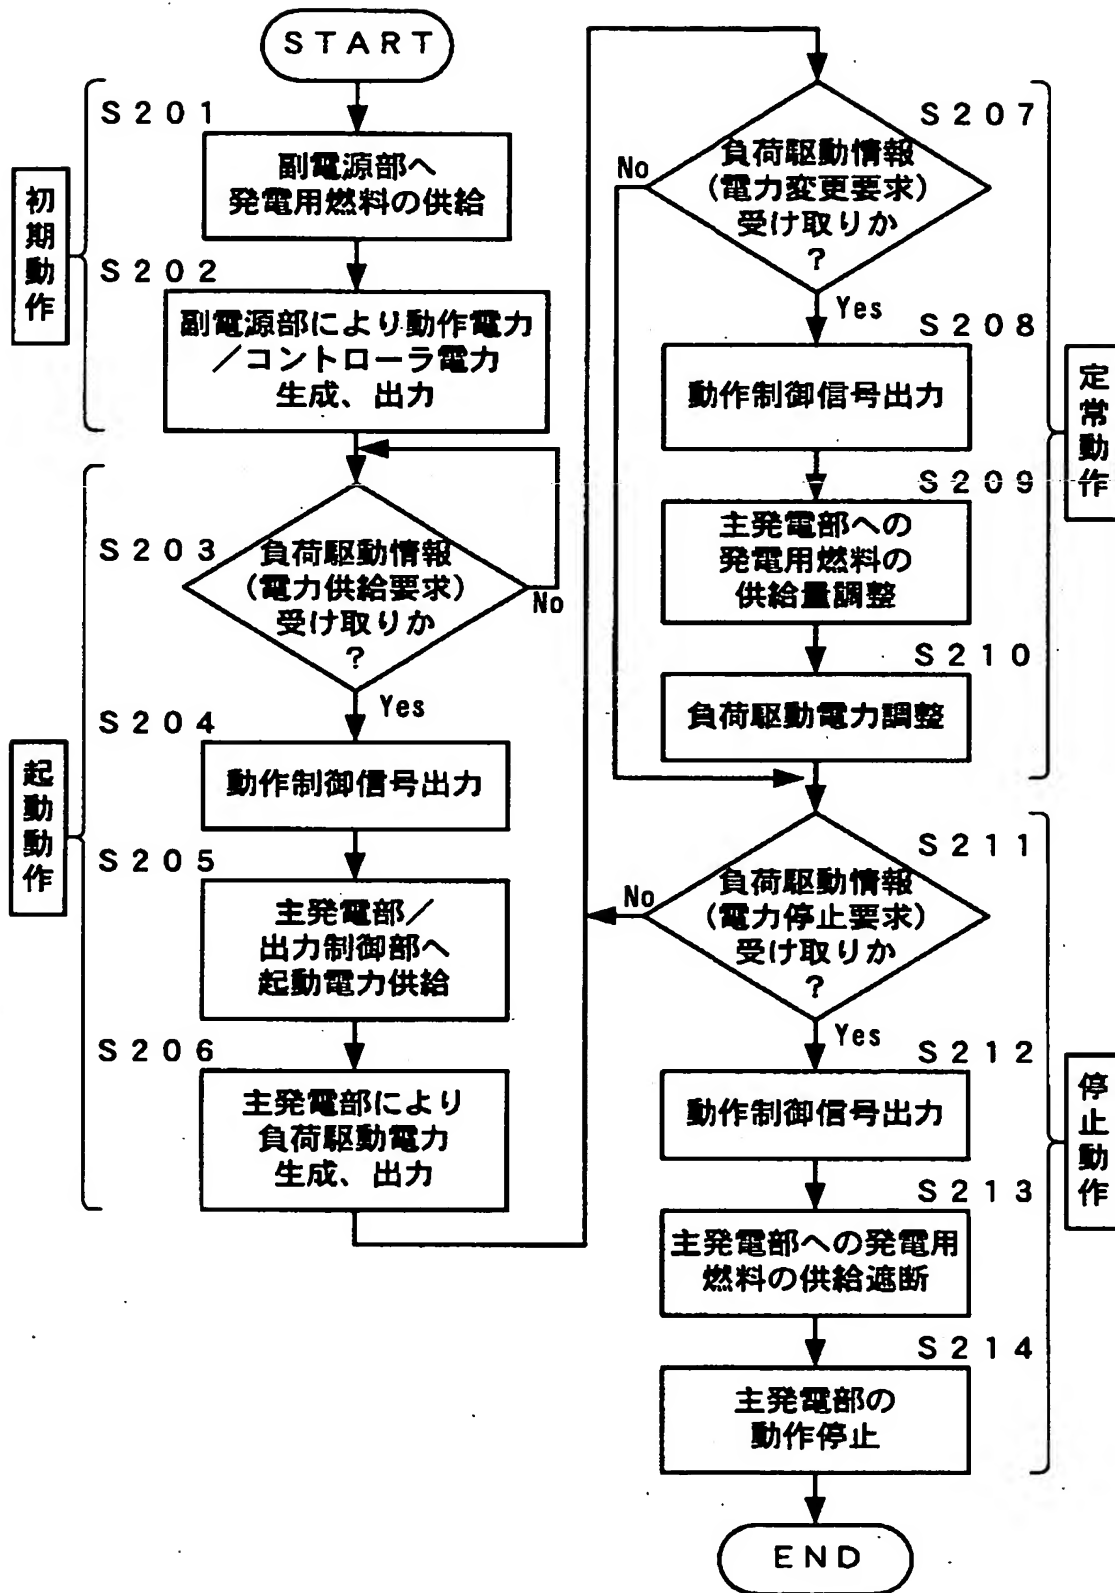 START
初期動作
S201
副電源部へ
発電用燃料の供給
S202
副電源部により動作電力
／コントローラ電力
生成、出力
起動動作
S203
負荷駆動情報
(電力供給要求)
受け取りか
？
No
Yes
S204
動作制御信号出力
S205
主発電部／
出力制御部へ
起動電力供給
S206
主発電部により
負荷駆動電力
生成、出力
定常動作
S207
負荷駆動情報
(電力変更要求)
受け取りか
？
No
Yes
S208
動作制御信号出力
S209
主発電部への
発電用燃料の
供給量調整
S210
負荷駆動電力調整
停止動作
S211
負荷駆動情報
(電力停止要求)
受け取りか
？
No
Yes
S212
動作制御信号出力
S213
主発電部への発電用
燃料の供給遮断
S214
主発電部の
動作停止
END